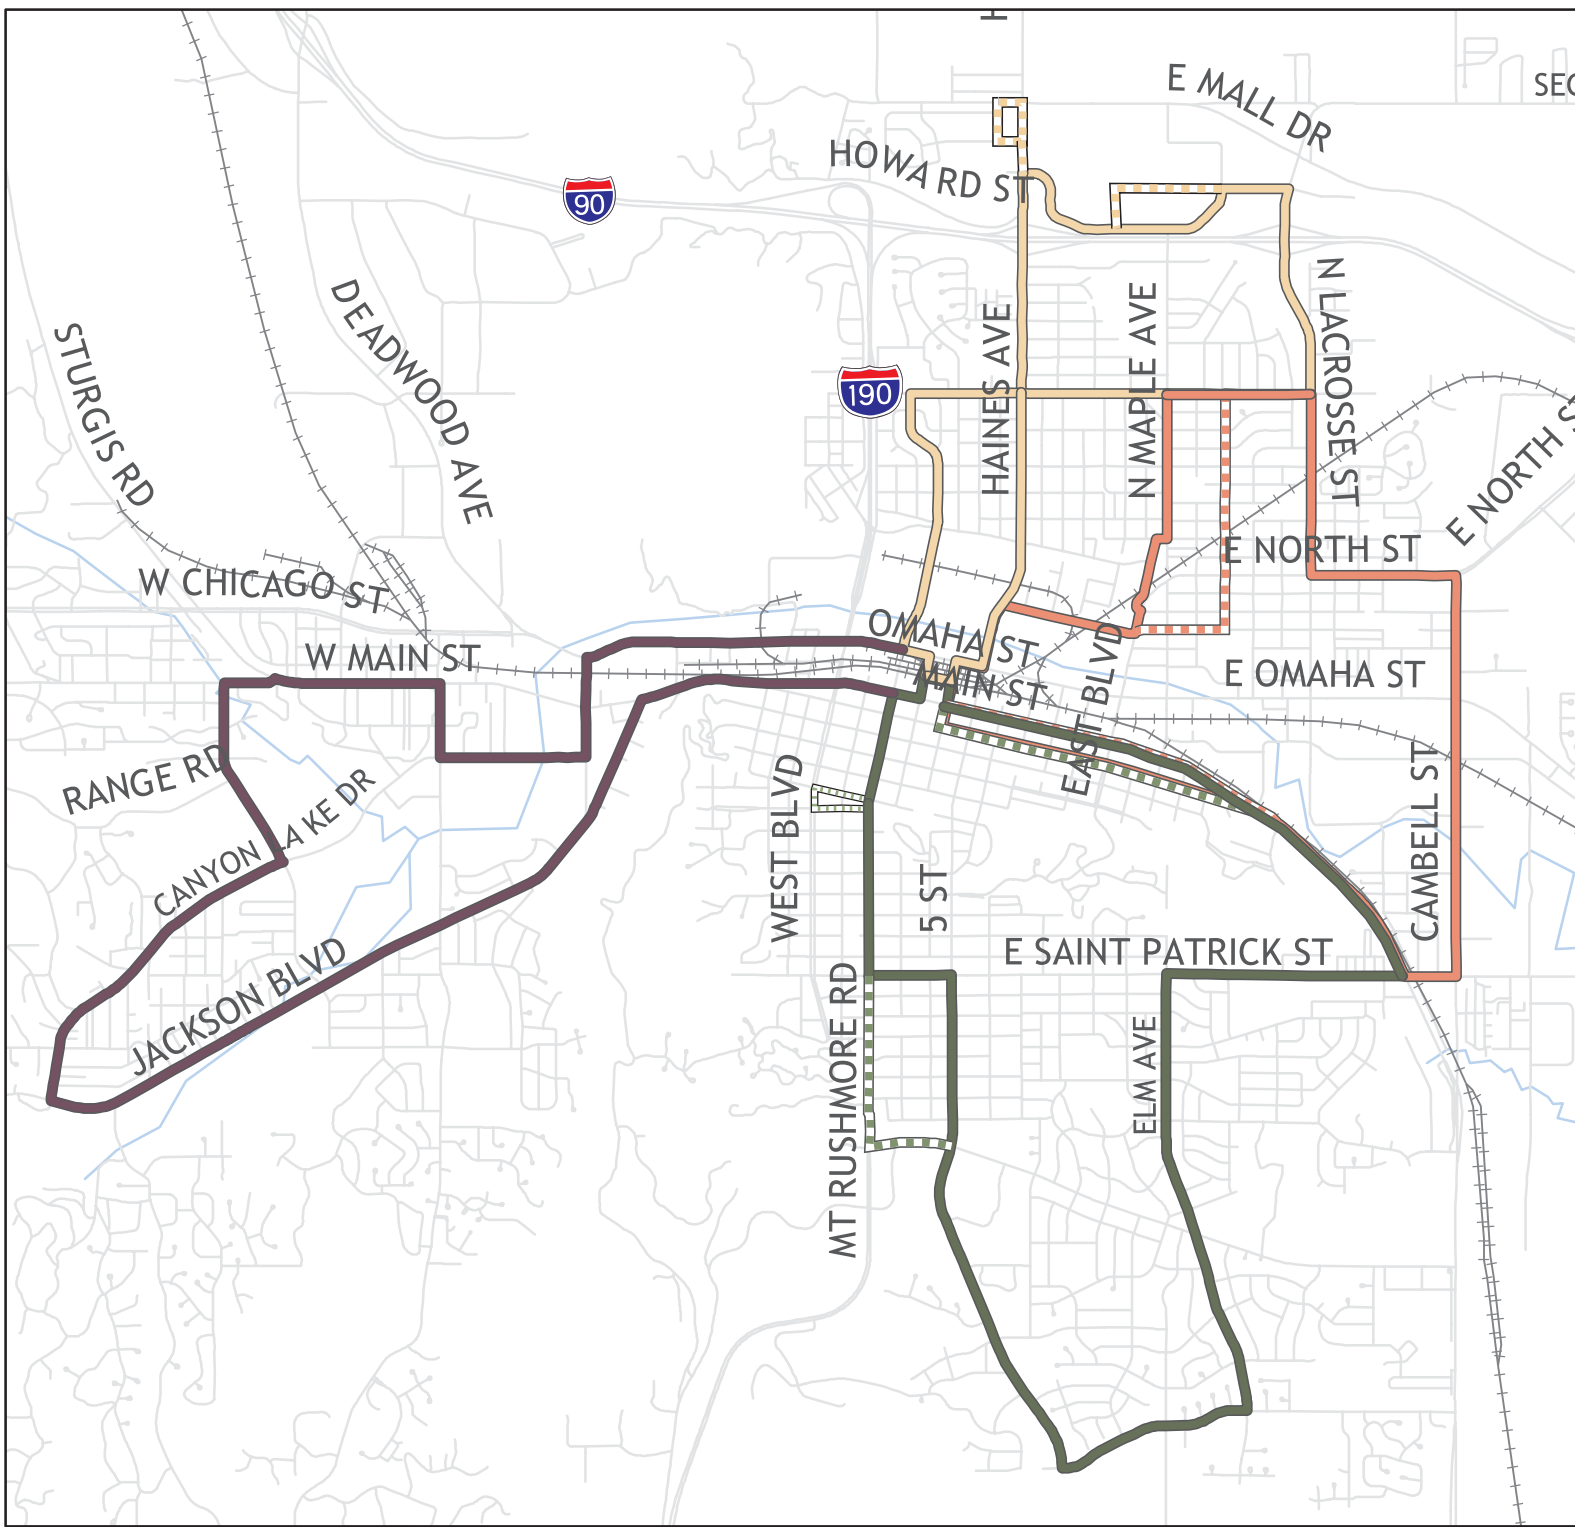 E MALL DR
SEC
HOWARD ST
90
N LACROSSE ST
DEADWOOD AVE
N MAPLE AVE
HAINES AVE
STURGIS RD
190
E NORTH ST
E NORTH ST
W CHICAGO ST
OMAHA ST
W MAIN ST
E OMAHA ST
MAIN ST
EAST BLVD
RANGE RD
CANYON LAKE DR
WEST BLVD
CAMBELL ST
5 ST
JACKSON BLVD
E SAINT PATRICK ST
MT RUSHMORE RD
ELM AVE